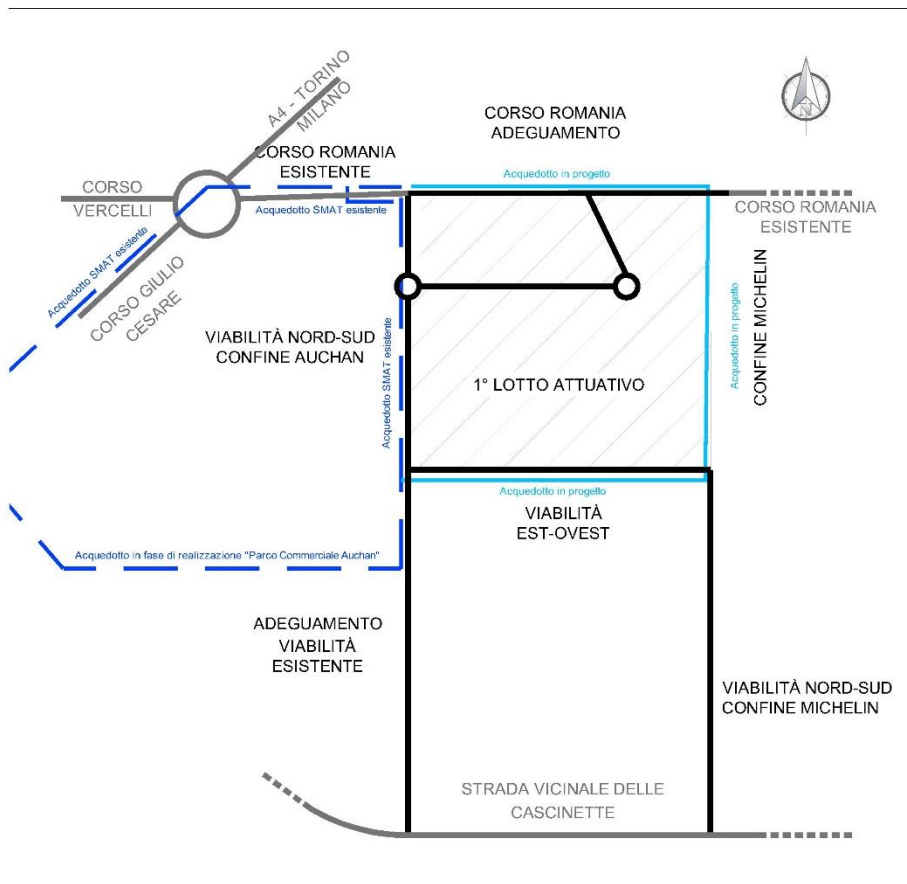 A4 - TORINO
MILANO
N
CORSO ROMANIA
ADEGUAMENTO
CORSO ROMANIA
ESISTENTE
Acquedotto in progetto
CORSO
VERCELLI
Acquedotto SMAT esistente
CORSO ROMANIA
ESISTENTE
Acquedotto SMAT esistente
CORSO GIULIO
CESARE
VIABILITÀ NORD-SUD
CONFINE AUCHAN
Acquedotto SMAT esistente
1° LOTTO ATTUATIVO
Acquedotto in progetto
CONFINE MICHELIN
Acquedotto in progetto
VIABILITÀ
EST-OVEST
Acquedotto in fase di realizzazione "Parco Commerciale Auchan"
ADEGUAMENTO
VIABILITÀ
ESISTENTE
VIABILITÀ NORD-SUD
CONFINE MICHELIN
STRADA VICINALE DELLE
CASCINETTE